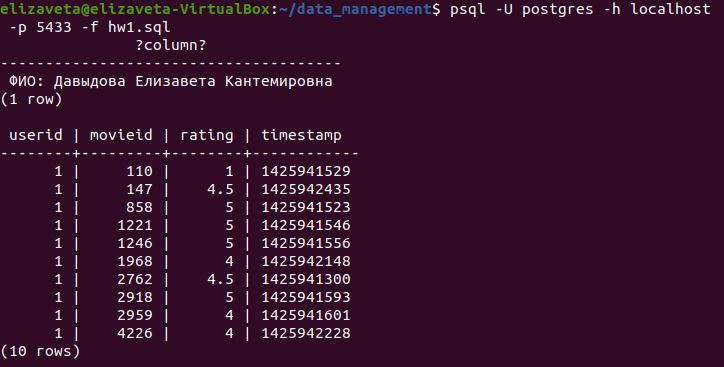 elizaveta@elizaveta-VirtualBox:~/data_management$ psql -U postgres -h localhost
 -p 5433 -f hw1.sql
               ?column?
---------------------------------------
 ФИО: Давыдова Елизавета Кантемировна
(1 row)

 userid | movieid | rating | timestamp
--------+---------+--------+------------
      1 |     110 |      1 | 1425941529
      1 |     147 |    4.5 | 1425942435
      1 |     858 |      5 | 1425941523
      1 |    1221 |      5 | 1425941546
      1 |    1246 |      5 | 1425941556
      1 |    1968 |      4 | 1425942148
      1 |    2762 |    4.5 | 1425941300
      1 |    2918 |      5 | 1425941593
      1 |    2959 |      4 | 1425941601
      1 |    4226 |      4 | 1425942228
(10 rows)